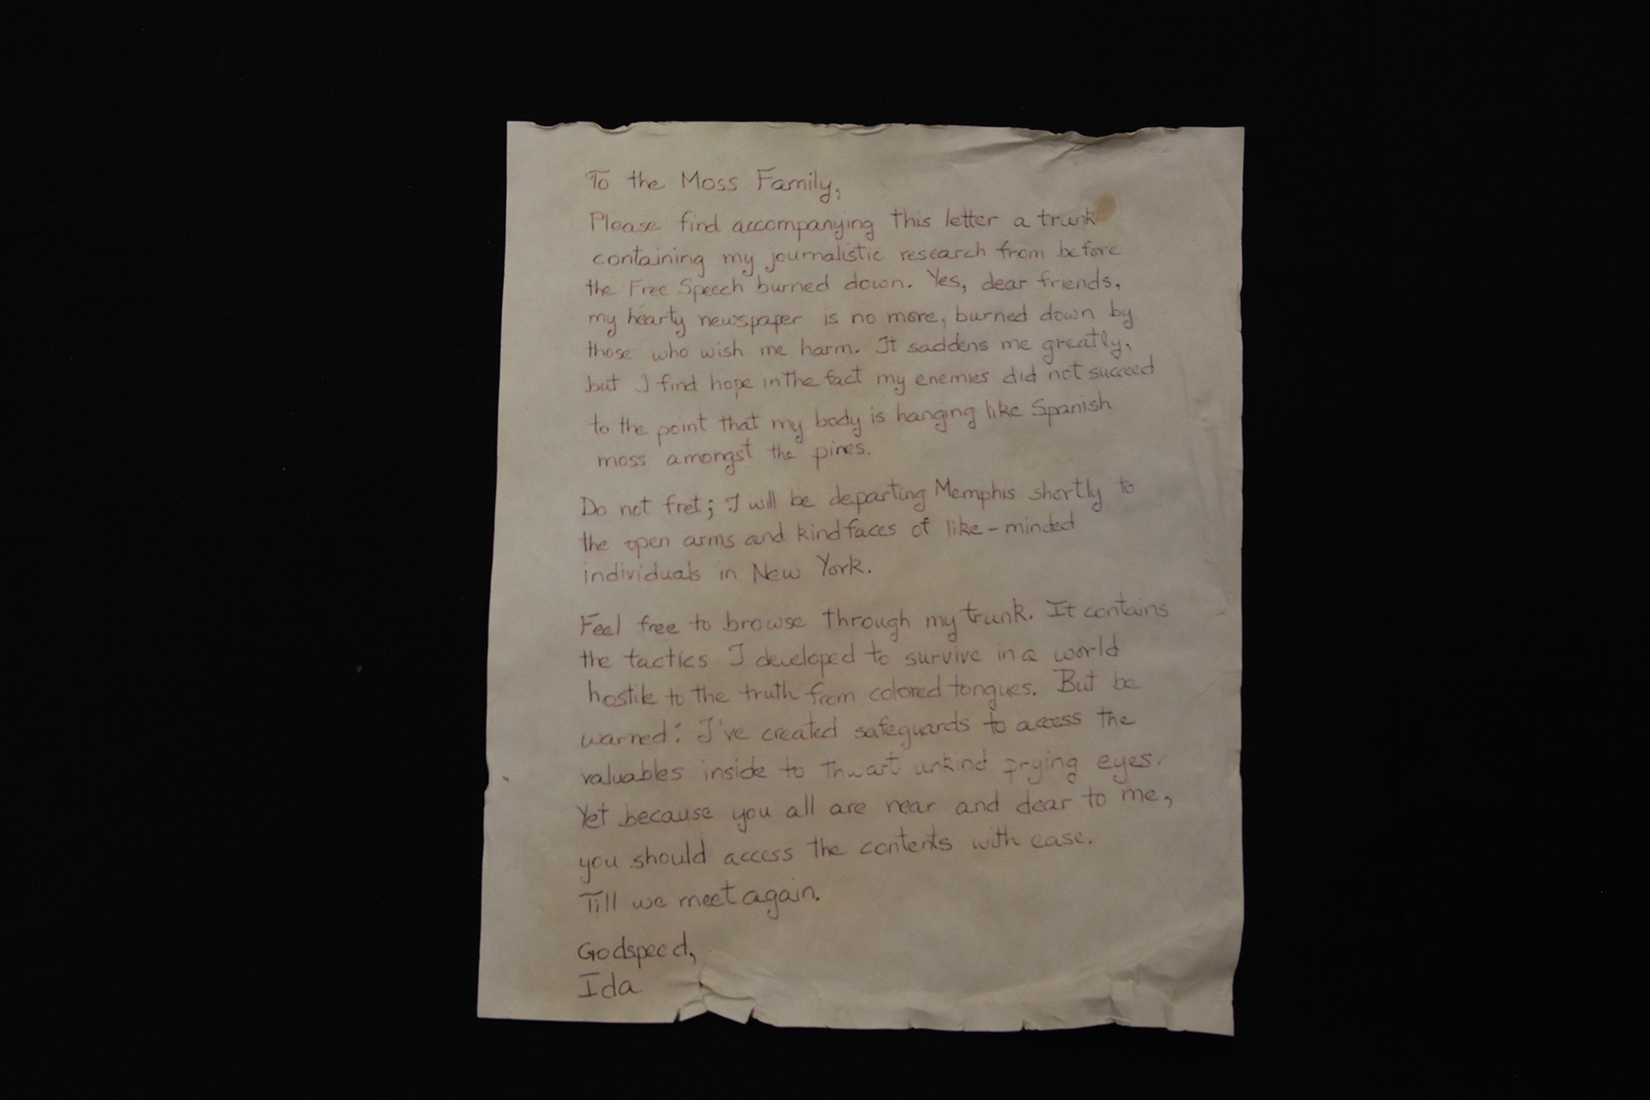 To the Moss Family,
Please find accompanying this letter a trunk
containing my journalistic research from before
the Free Speech burned down. Yes, dear friends,
my hearty newspaper is no more, burned down by
those who wish me harm. It saddens me greatly,
but I find hope in the fact my enemies did not succeed
to the point that my body is hanging like Spanish
moss amongst the pines.
Do not fret; I will be departing Memphis shortly to
the open arms and kind faces of like-minded
individuals in New York.
Feel free to browse through my trunk. It contains
the tactics I developed to survive in a world
hostile to the truth from colored tongues. But be
warned: I've created safeguards to access the
valuables inside to thwart unkind prying eyes.
Yet because you all are near and dear to me,
you should access the contents with ease.
Till we meet again.
Godspeed,
Ida